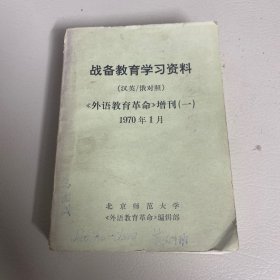 战备教育学习资料
(汉英/俄对照)
《外语教育革命》增刊(一)
1970年1月
北京师范大学
《外语教育革命》编辑部